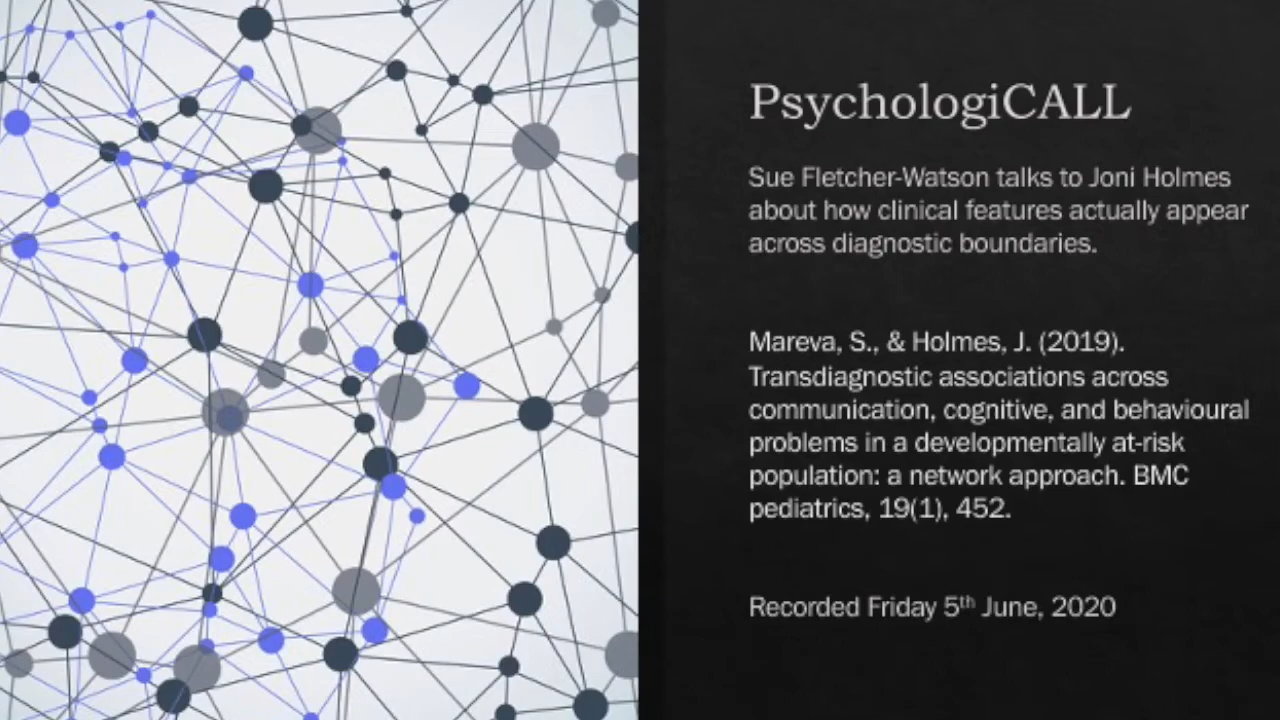 PsychologiCALL
Sue Fletcher-Watson talks to Joni Holmes
about how clinical features actually appear
across diagnostic boundaries.
Mareva, S., & Holmes, J. (2019).
Transdiagnostic associations across
communication, cognitive, and behavioural
problems in a developmentally at-risk
population: a network approach. BMC
pediatrics, 19(1), 452.
Recorded Friday 5th June, 2020